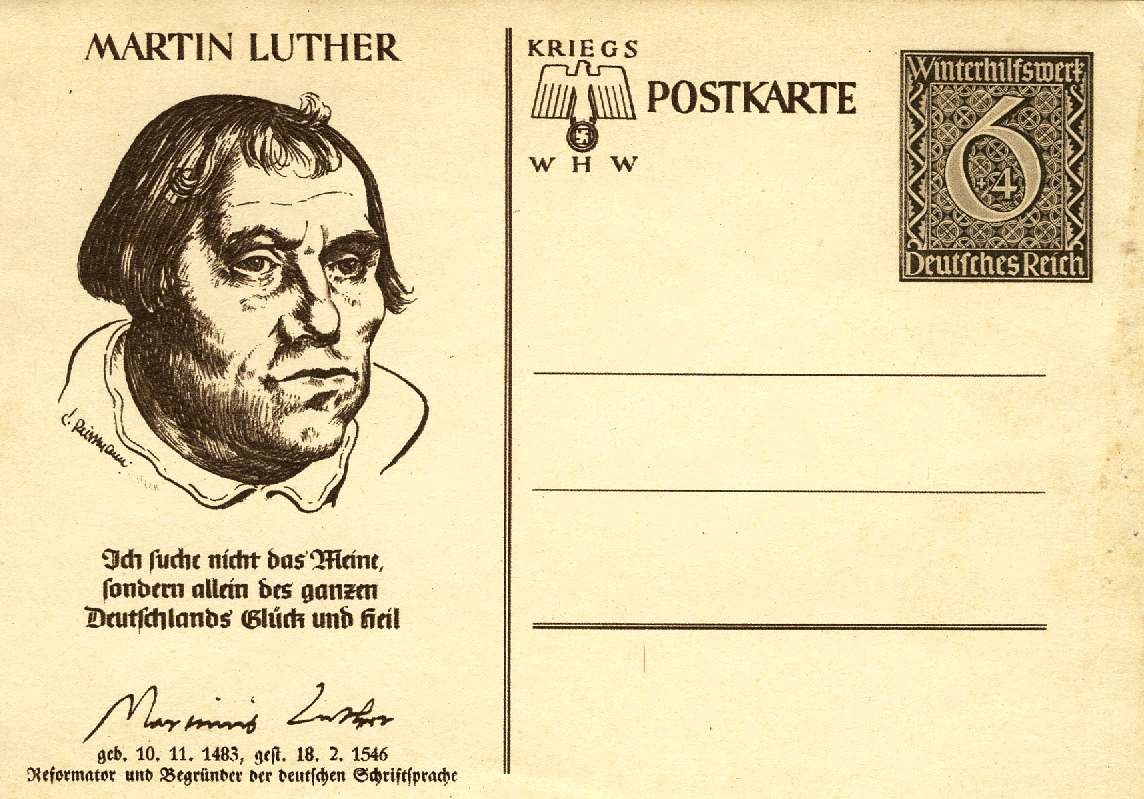 MARTIN LUTHER
Ich suche nicht das Meine,
sondern allein des ganzen
Deutschlands Glück und Heil
Martinus Luther
geb. 10. 11. 1483, gest. 18. 2. 1546
Reformator und Begründer der deutschen Schriftsprache
KRIEGS
WHW
POSTKARTE
Winterhilfswerk
6
+4
Deutsches Reich